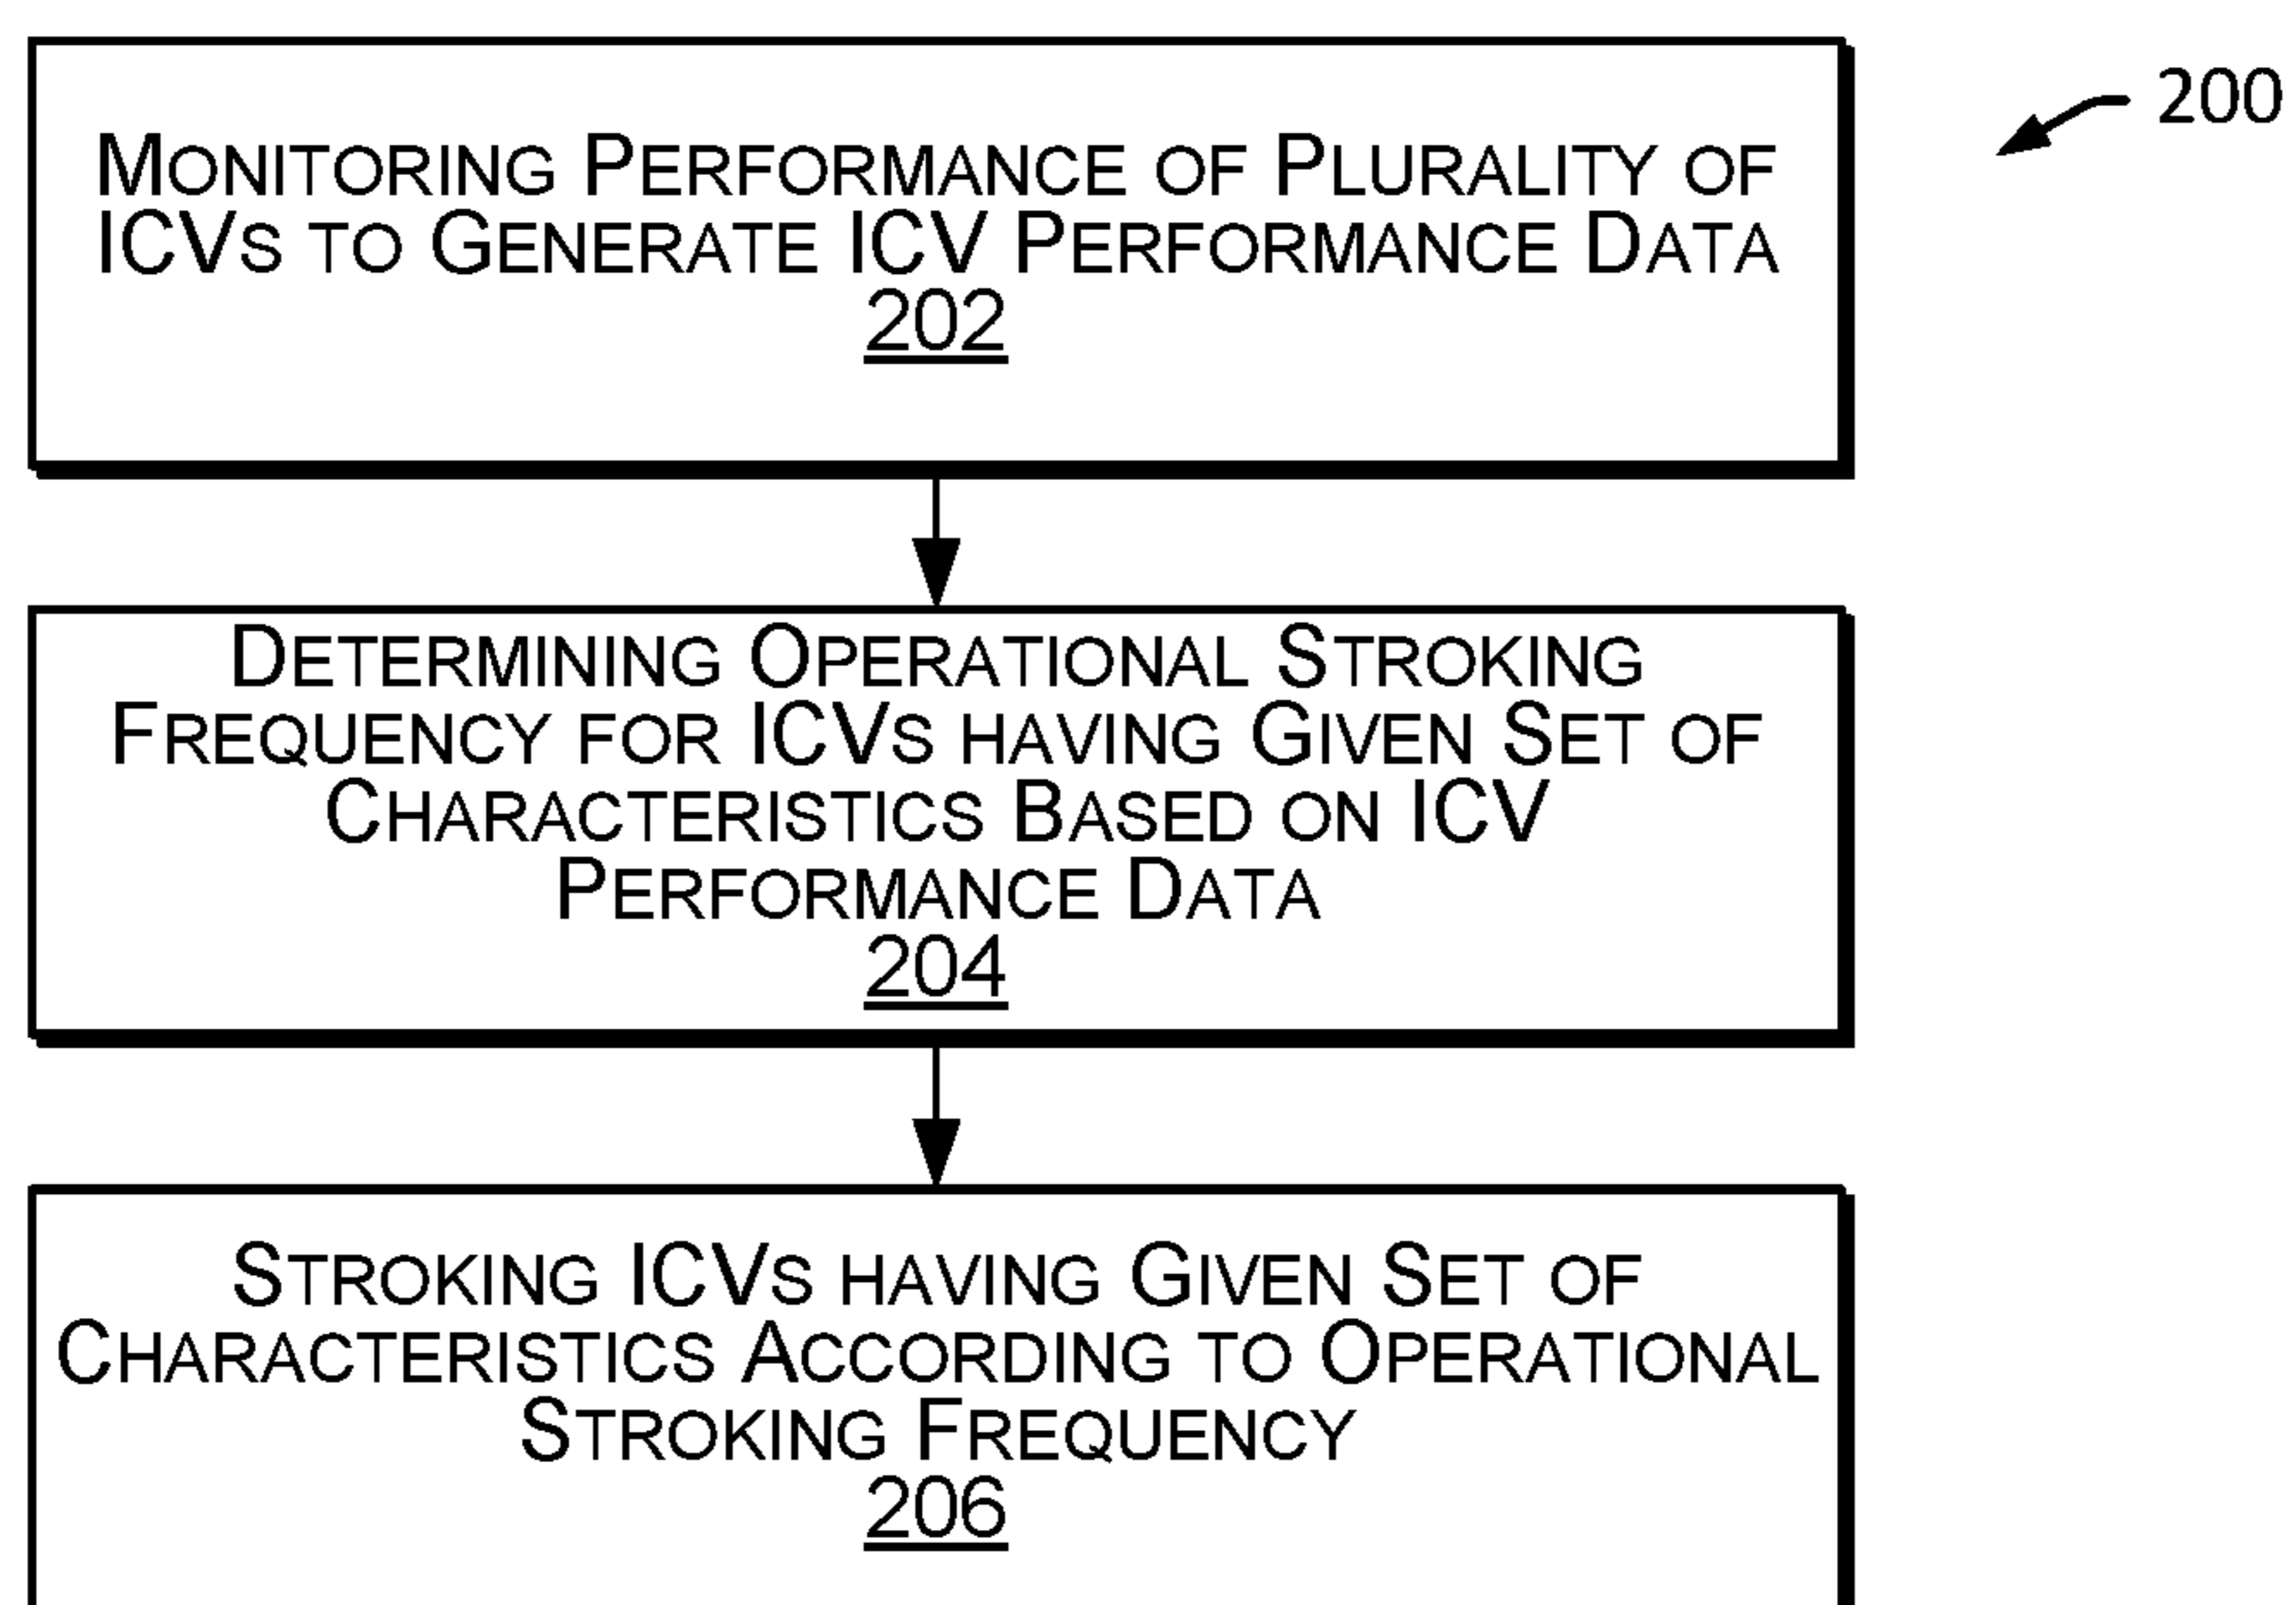 200
MONITORING PERFORMANCE OF PLURALITY OF
ICVS TO GENERATE ICV PERFORMANCE DATA
202
DETERMINING OPERATIONAL STROKING
FREQUENCY FOR ICVS HAVING GIVEN SET OF
CHARACTERISTICS BASED ON ICV
PERFORMANCE DATA
204
STROKING ICVS HAVING GIVEN SET OF
CHARACTERISTICS ACCORDING TO OPERATIONAL
STROKING FREQUENCY
206